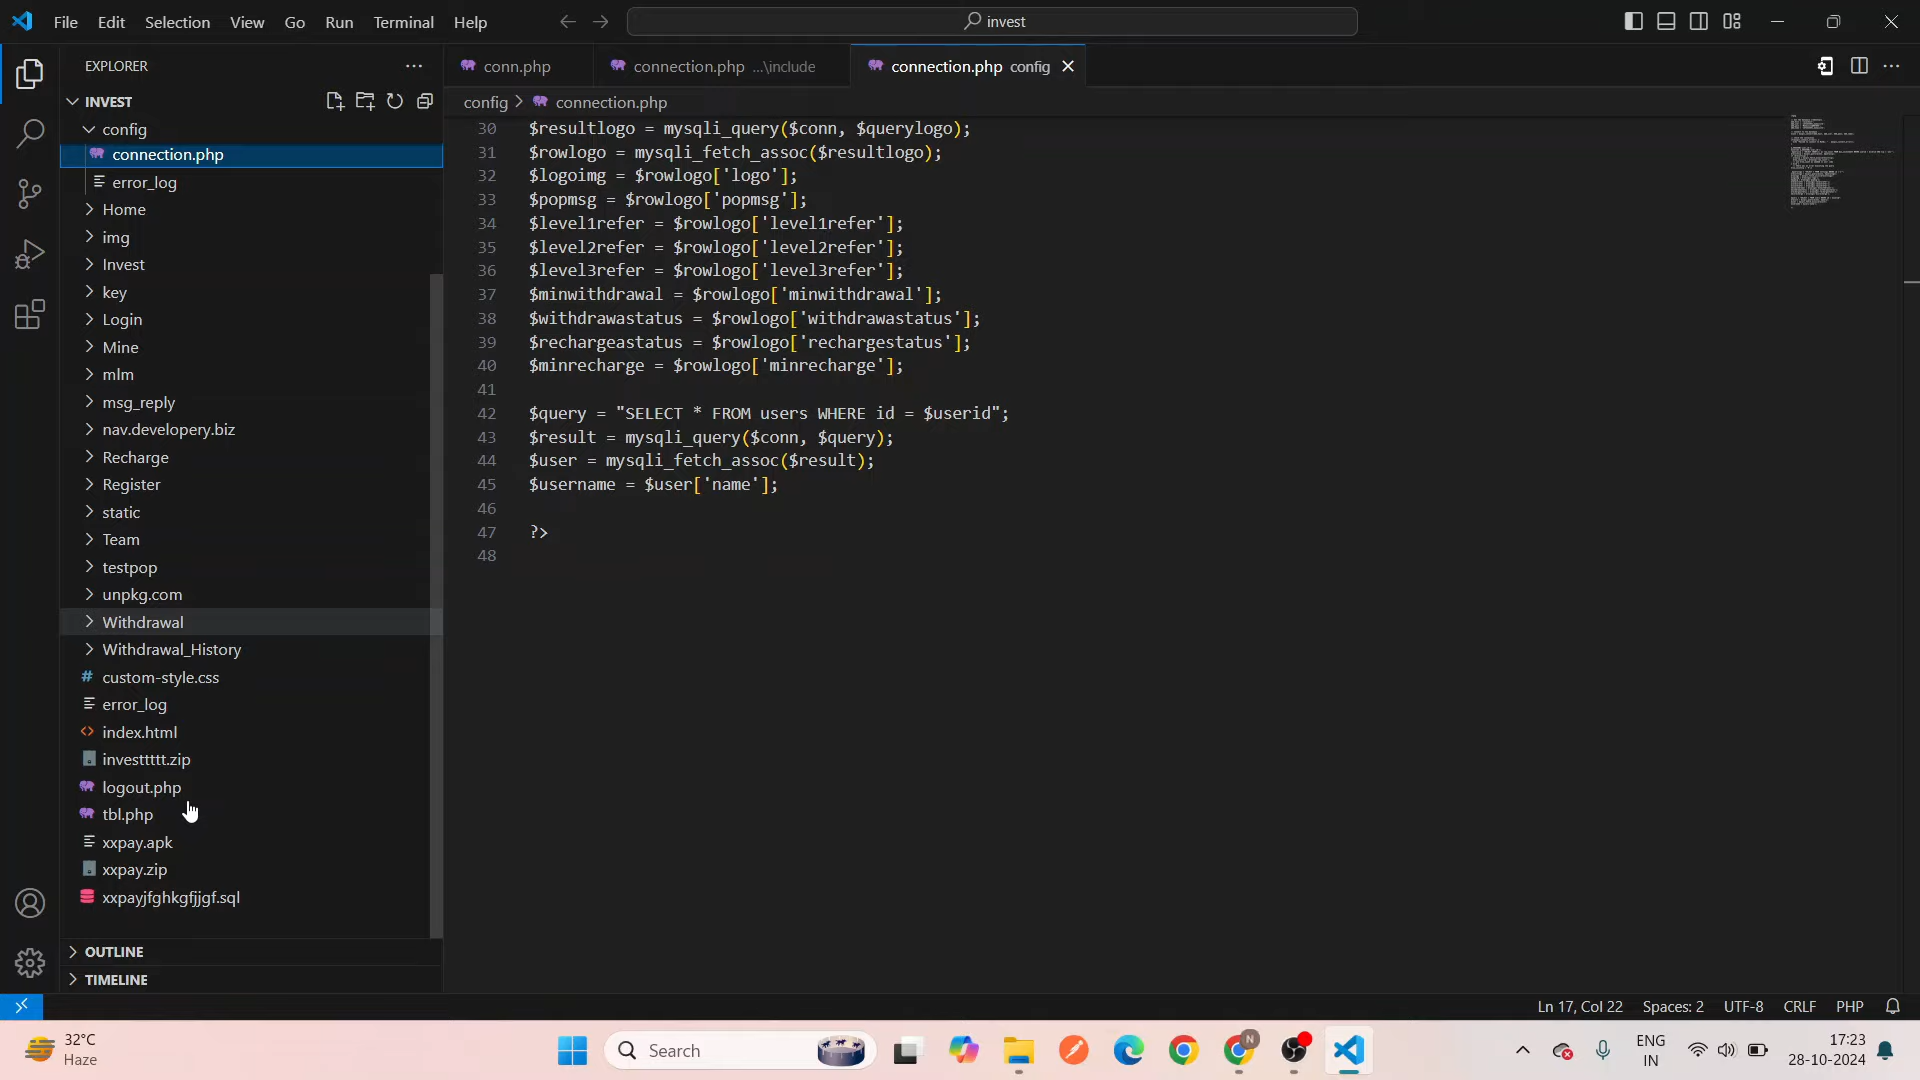 File Edit Selection View Go Run Terminal Help
invest
EXPLORER
INVEST
config
connection.php
error_log
Home
img
Invest
key
Login
Mine
mlm
msg_reply
nav.developery.biz
Recharge
Register
static
Team
testpop
unpkg.com
Withdrawal
Withdrawal_History
custom-style.css
error_log
index.html
investtttt.zip
logout.php
tbl.php
xxpay.apk
xxpay.zip
xxpayjfghkgfjjgf.sql
OUTLINE
TIMELINE
conn.php
connection.php ...\include
connection.php config
config > connection.php
30 $resultlogo = mysqli_query($conn, $querylogo);
31 $rowlogo = mysqli_fetch_assoc($resultlogo);
32 $logoimg = $rowlogo['logo'];
33 $popmsg = $rowlogo['popmsg'];
34 $level1refer = $rowlogo['level1refer'];
35 $level2refer = $rowlogo['level2refer'];
36 $level3refer = $rowlogo['level3refer'];
37 $minwithdrawal = $rowlogo['minwithdrawal'];
38 $withdrawastatus = $rowlogo['withdrawastatus'];
39 $rechargeastatus = $rowlogo['rechargestatus'];
40 $minrecharge = $rowlogo['minrecharge'];
41
42 $query = "SELECT * FROM users WHERE id = $userid";
43 $result = mysqli_query($conn, $query);
44 $user = mysqli_fetch_assoc($result);
45 $username = $user['name'];
46
47 ?>
48
Ln 17, Col 22 Spaces: 2 UTF-8 CRLF PHP
32°C
Haze
Search
N
ENG
IN
17:23
28-10-2024